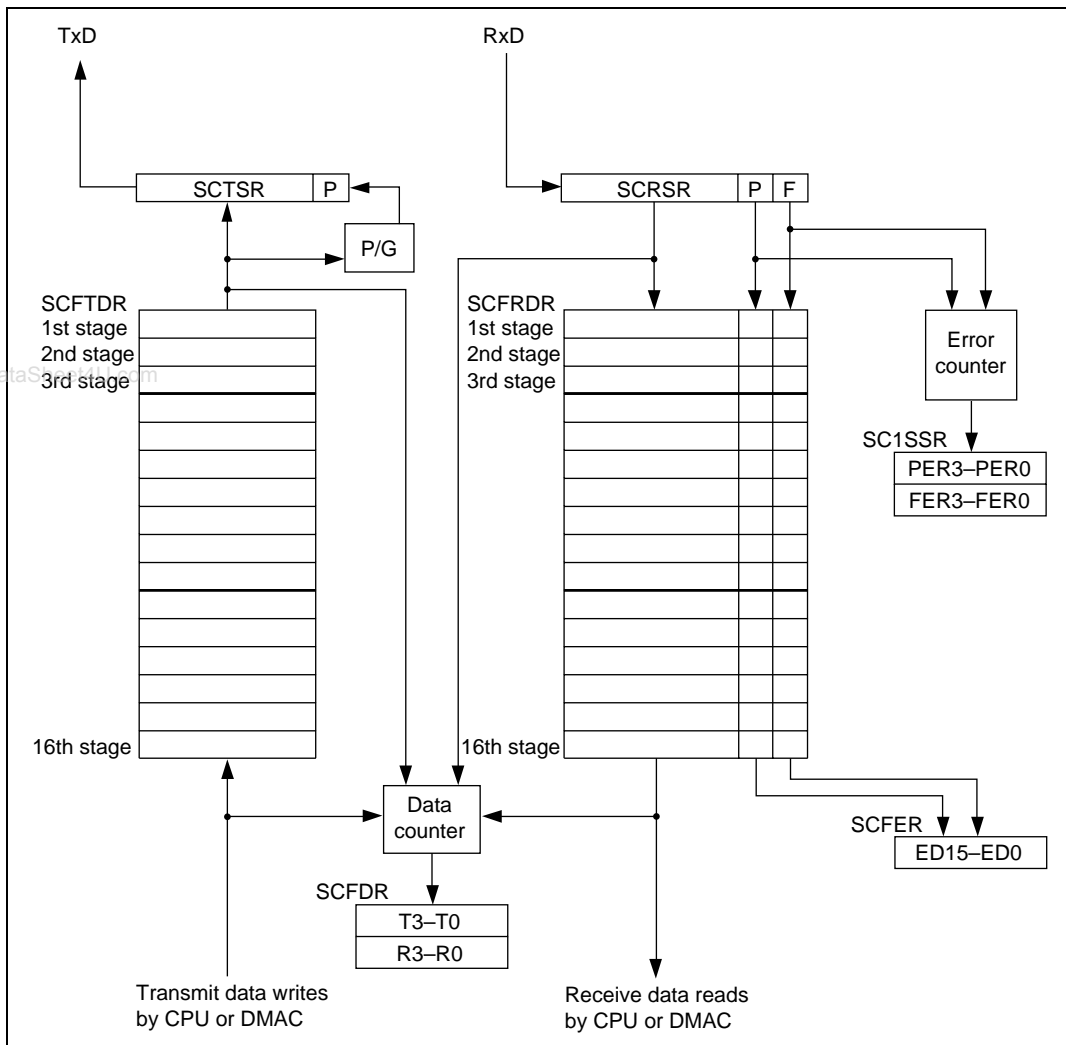 TxD
RxD
SCTSR P
SCRSR P F
P/G
SCFTDR
1st stage
2nd stage
3rd stage
16th stage
SCFRDR
1st stage
2nd stage
3rd stage
16th stage
Error
counter
SC1SSR
PER3–PER0
FER3–FER0
Data
counter
SCFER
ED15–ED0
SCFDR
T3–T0
R3–R0
Transmit data writes
by CPU or DMAC
Receive data reads
by CPU or DMAC